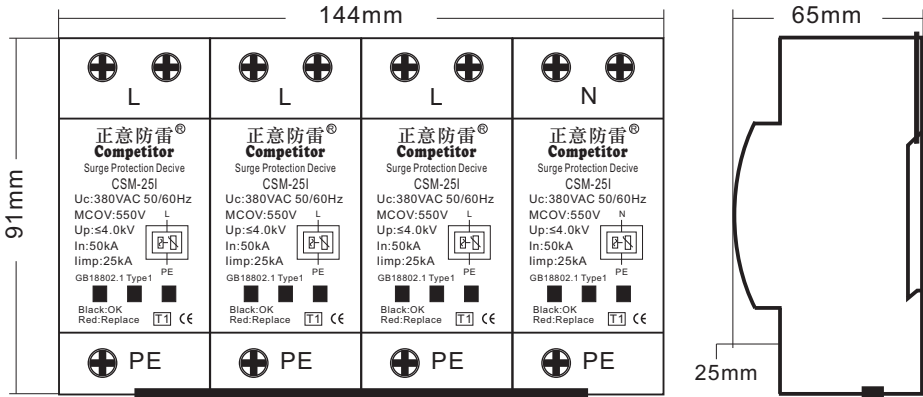 144mm
65mm
91mm
25mm
L
正意防雷®
Competitor
Surge Protection Decive
CSM-25I
Uc:380VAC 50/60Hz
MCOV:550V
L
Up:≤4.0kV
In:50kA
Iimp:25kA
PE
GB18802.1 Type1
Black:OK
Red:Replace T1 CE
PE
L
正意防雷®
Competitor
Surge Protection Decive
CSM-25I
Uc:380VAC 50/60Hz
MCOV:550V
L
Up:≤4.0kV
In:50kA
Iimp:25kA
PE
GB18802.1 Type1
Black:OK
Red:Replace T1 CE
PE
L
正意防雷®
Competitor
Surge Protection Decive
CSM-25I
Uc:380VAC 50/60Hz
MCOV:550V
L
Up:≤4.0kV
In:50kA
Iimp:25kA
PE
GB18802.1 Type1
Black:OK
Red:Replace T1 CE
PE
N
正意防雷®
Competitor
Surge Protection Decive
CSM-25I
Uc:380VAC 50/60Hz
MCOV:550V
N
Up:≤4.0kV
In:50kA
Iimp:25kA
PE
GB18802.1 Type1
Black:OK
Red:Replace T1 CE
PE